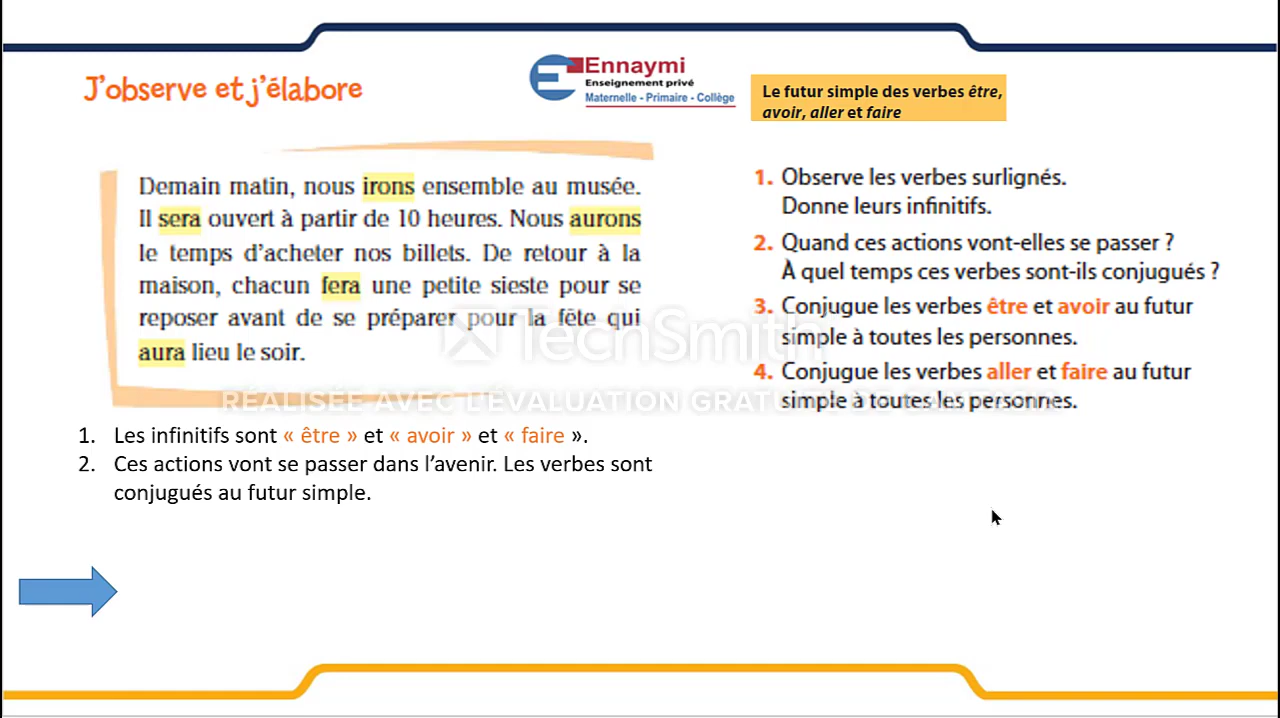 J'observe et j'élabore
Ennaymi
Enseignement privé
Maternelle - Primaire - Collège
Le futur simple des verbes être,
avoir, aller et faire
Demain matin, nous irons ensemble au musée.
Il sera ouvert à partir de 10 heures. Nous aurons
le temps d'acheter nos billets. De retour à la
maison, chacun fera une petite sieste pour se
reposer avant de se préparer pour la fête qui
aura lieu le soir.
1. Observe les verbes surlignés.
Donne leurs infinitifs.
2. Quand ces actions vont-elles se passer ?
À quel temps ces verbes sont-ils conjugués ?
3. Conjugue les verbes être et avoir au futur
simple à toutes les personnes.
4. Conjugue les verbes aller et faire au futur
simple à toutes les personnes.
TechSmith
RÉALISÉE AVEC L'ÉVALUATION GRATUITE
1. Les infinitifs sont « être » et « avoir » et « faire ».
2. Ces actions vont se passer dans l'avenir. Les verbes sont
conjugués au futur simple.